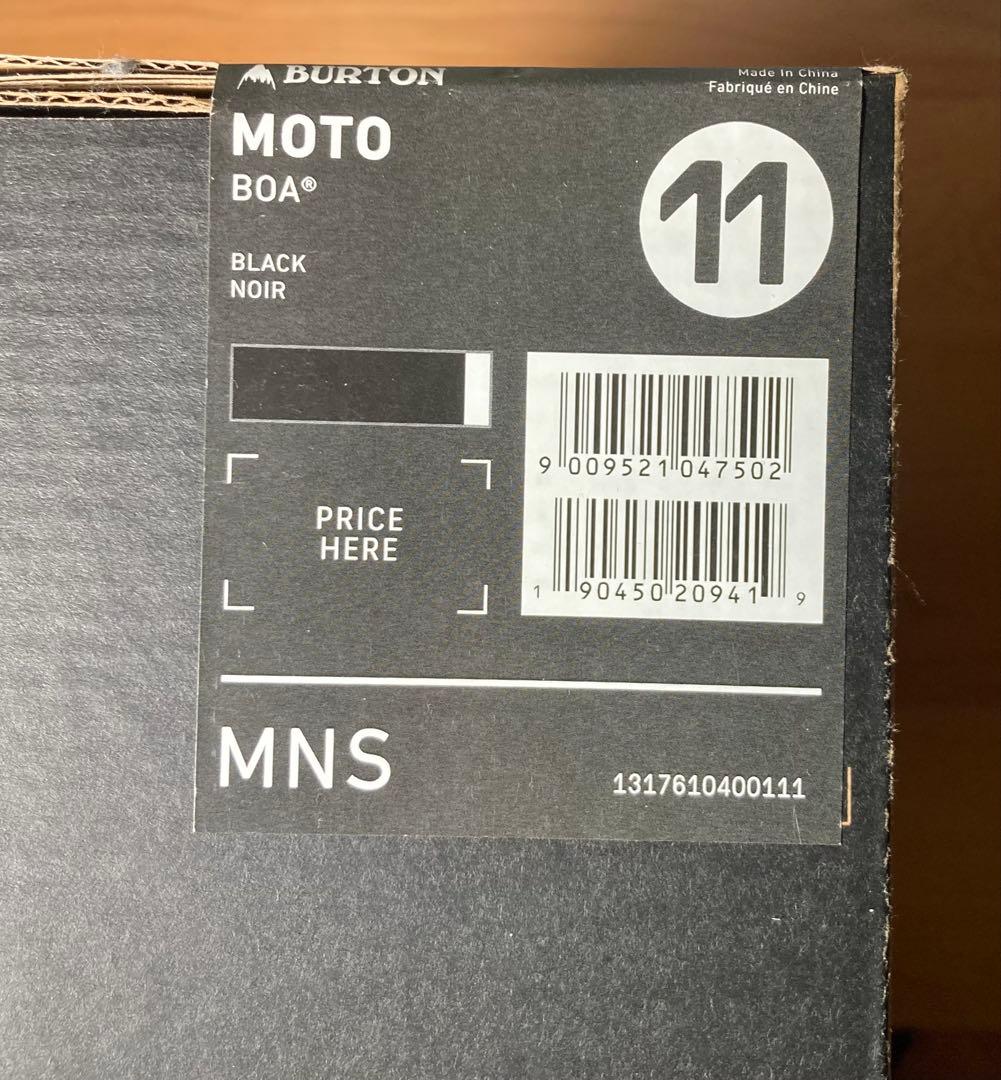 BURTON
Made In China
Fabriqué en Chine
MOTO
BOA®
11
BLACK
NOIR
9 009521 047502
PRICE
HERE
1 90450 20941 9
MNS
1317610400111